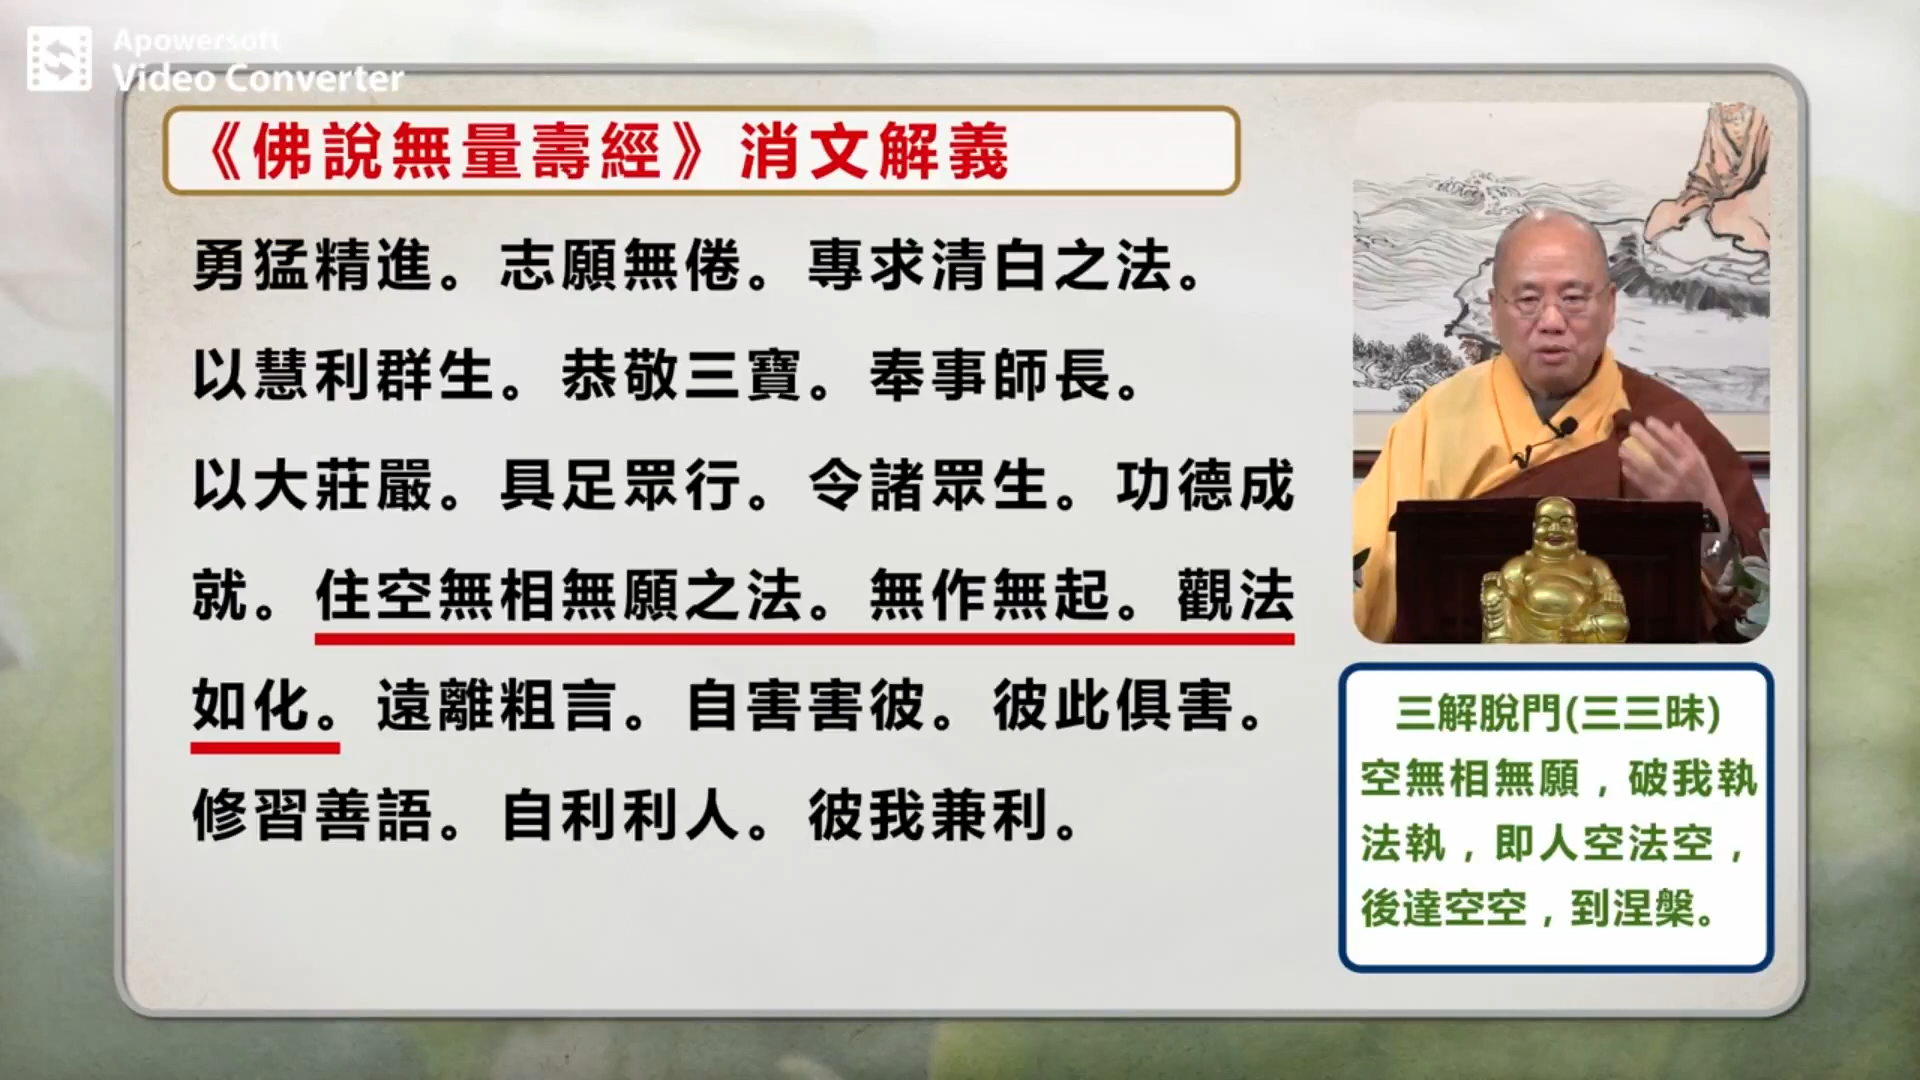 Apowersoft
Video Converter
《佛說無量壽經》消文解義
勇猛精進。志願無倦。專求清白之法。
以慧利群生。恭敬三寶。奉事師長。
以大莊嚴。具足眾行。令諸眾生。功德成
就。住空無相無願之法。無作無起。觀法
如化。遠離粗言。自害害彼。彼此俱害。
修習善語。自利利人。彼我兼利。
三解脫門(三三昧)
空無相無願，破我執
法執，即人空法空，
後達空空，到涅槃。